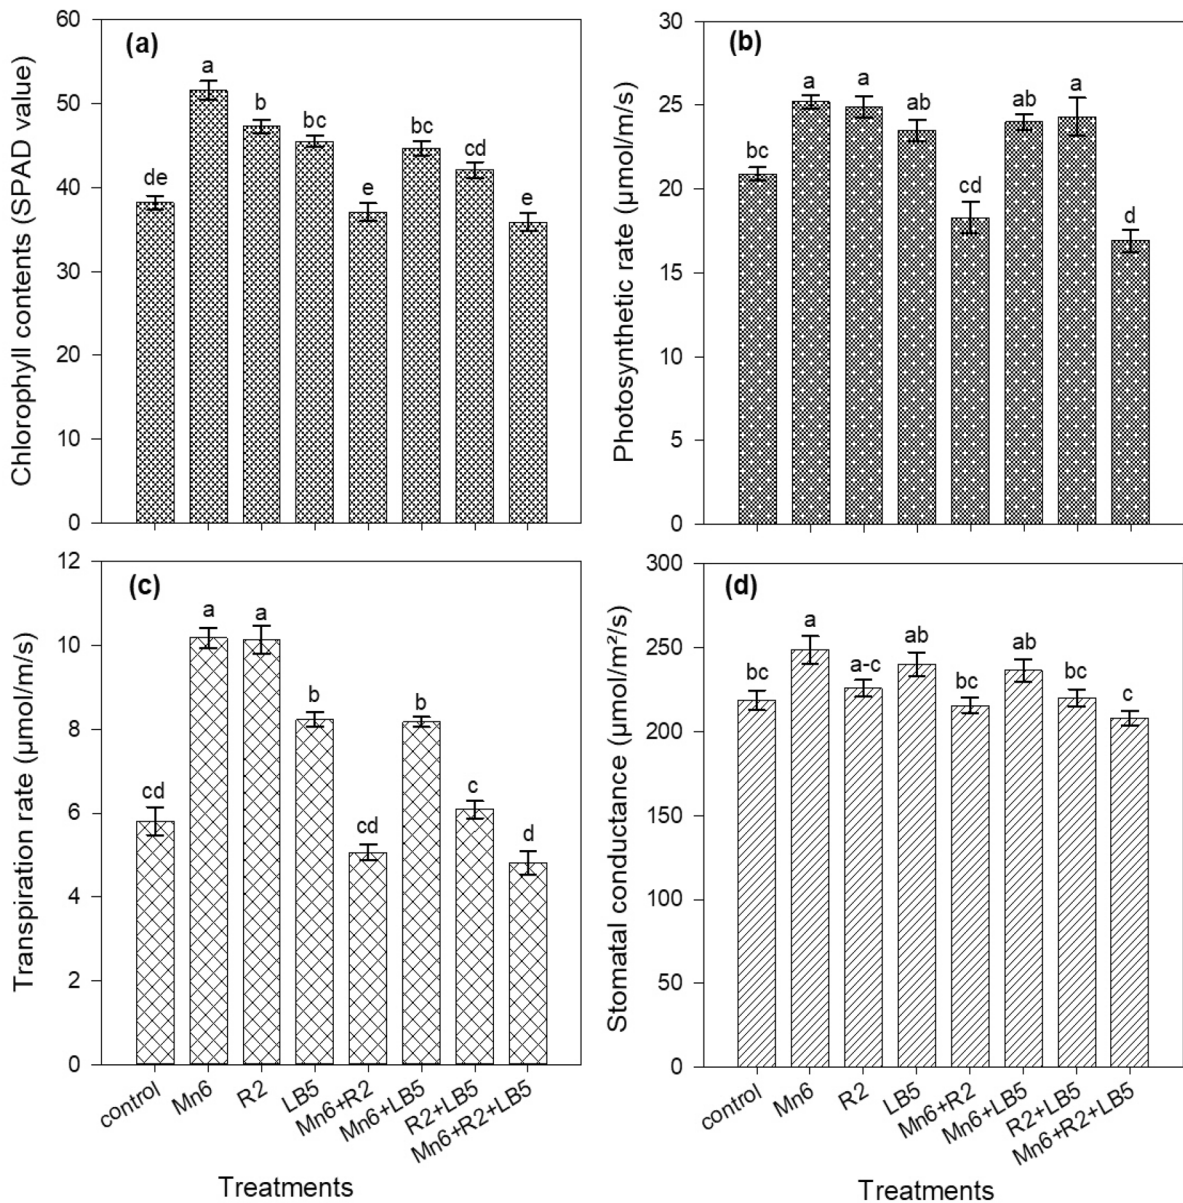 (a)
Chlorophyll contents (SPAD value)
60
50
40
30
20
10
0
de
a
b
bc
e
bc
cd
e
(b)
Photosynthetic rate (µmol/m/s)
30
25
20
15
10
5
0
bc
a
a
ab
cd
ab
a
d
(c)
Transpiration rate (µmol/m/s)
12
10
8
6
4
2
0
cd
a
a
b
cd
b
c
d
control
Mn6
R2
LB5
Mn6+R2
Mn6+LB5
R2+LB5
Mn6+R2+LB5
Treatments
(d)
Stomatal conductance (µmol/m²/s)
300
250
200
150
100
50
0
bc
a
a-c
ab
bc
ab
bc
c
control
Mn6
R2
LB5
Mn6+R2
Mn6+LB5
R2+LB5
Mn6+R2+LB5
Treatments